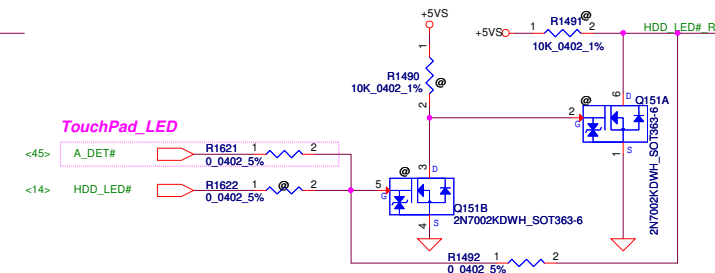 +5VS
+5VS
1
R1491
@
2
HDD_LED#_R
10K_0402_1%
1
R1490
10K_0402_1%
@
2
6
D
@
Q151A
2
G
S
1
2N7002KDWH_SOT363-6
TouchPad_LED
<45>
A_DET#
R1621
1
2
0_0402_5%
<14>
HDD_LED#
R1622
1
@
2
0_0402_5%
3
D
@
5
G
Q151B
2N7002KDWH_SOT363-6
4
S
R1492
1
2
0_0402_5%